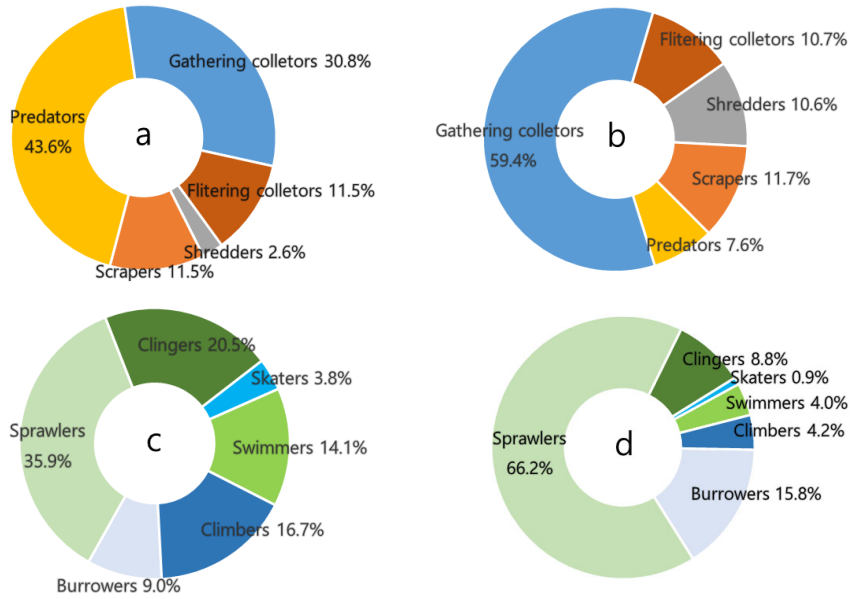 Gathering colletors 30.8%
Predators
43.6%
a
Flitering colletors 11.5%
Shredders 2.6%
Scrapers 11.5%
Flitering colletors 10.7%
Shredders 10.6%
Gathering colletors
59.4%
b
Scrapers 11.7%
Predators 7.6%
Clingers 20.5%
Skaters 3.8%
Sprawlers
35.9%
c
Swimmers 14.1%
Climbers 16.7%
Burrowers 9.0%
Clingers 8.8%
Skaters 0.9%
Swimmers 4.0%
Climbers 4.2%
Sprawlers
66.2%
d
Burrowers 15.8%